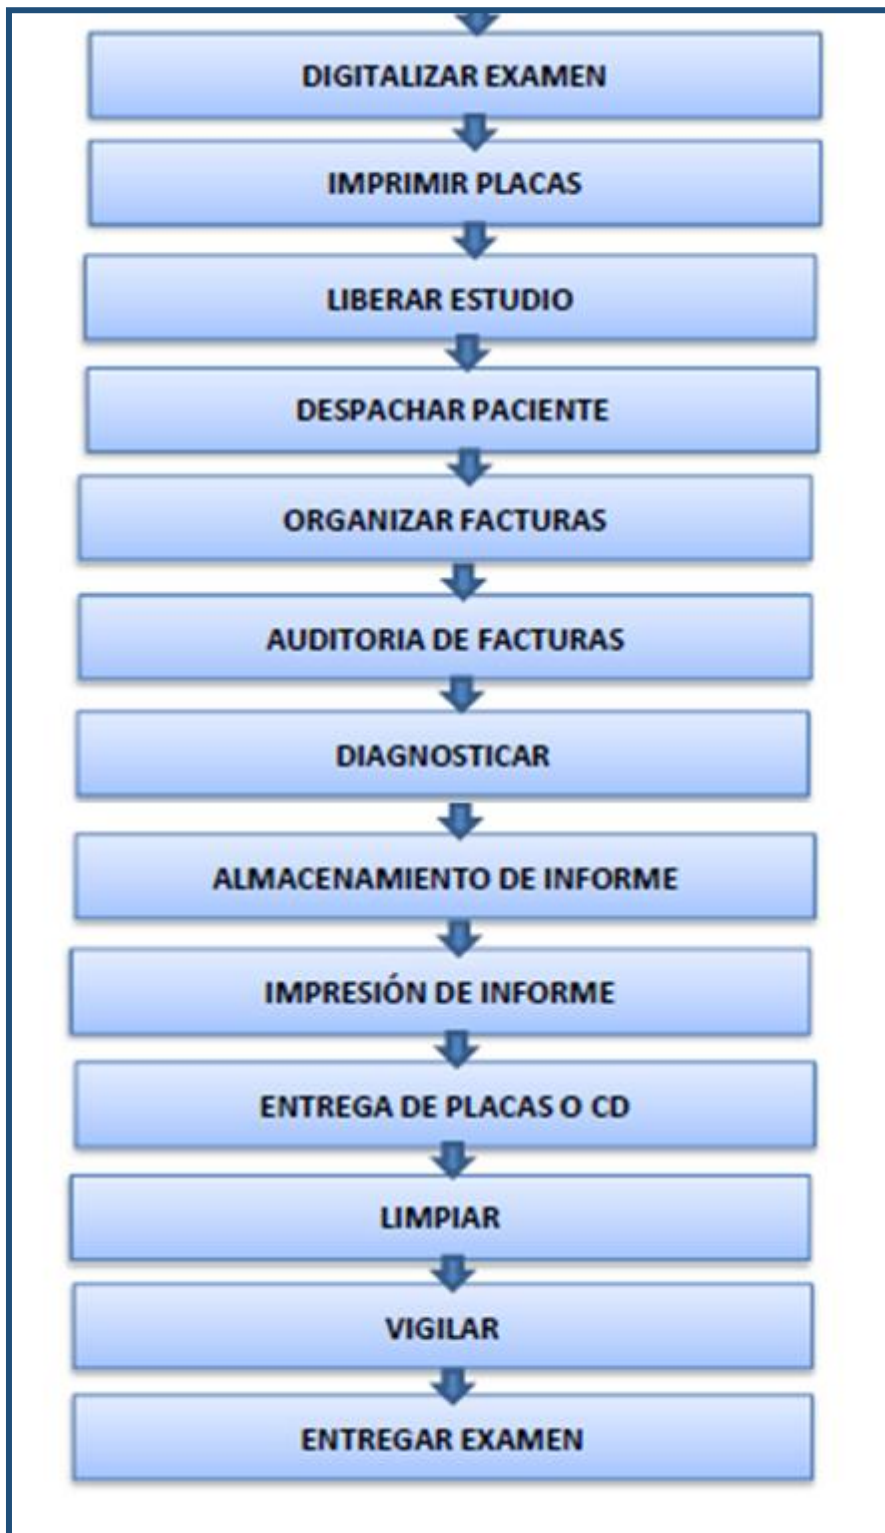 DIGITALIZAR EXAMEN
IMPRIMIR PLACAS
LIBERAR ESTUDIO
DESPACHAR PACIENTE
ORGANIZAR FACTURAS
AUDITORIA DE FACTURAS
DIAGNOSTICAR
ALMACENAMIENTO DE INFORME
IMPRESIÓN DE INFORME
ENTREGA DE PLACAS O CD
LIMPIAR
VIGILAR
ENTREGAR EXAMEN